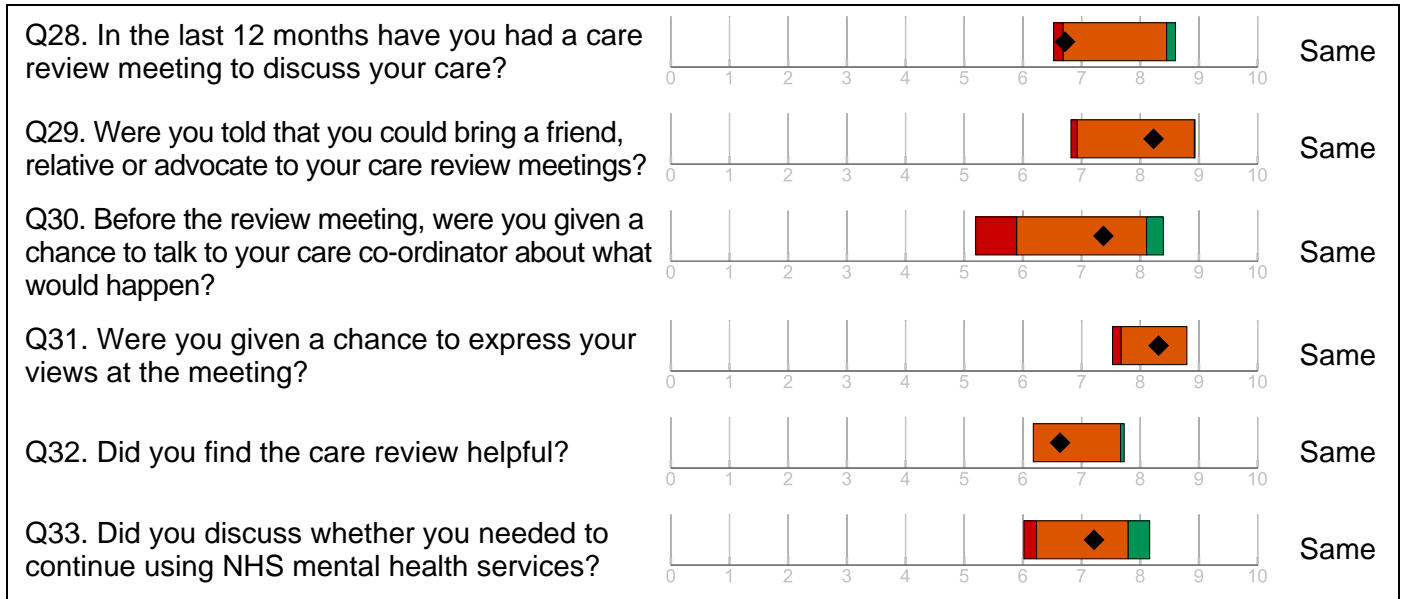 Q28. In the last 12 months have you had a care
review meeting to discuss your care?
0 1 2 3 4 5 6 7 8 9 10
Same
Q29. Were you told that you could bring a friend,
relative or advocate to your care review meetings?
0 1 2 3 4 5 6 7 8 9 10
Same
Q30. Before the review meeting, were you given a
chance to talk to your care co-ordinator about what
would happen?
0 1 2 3 4 5 6 7 8 9 10
Same
Q31. Were you given a chance to express your
views at the meeting?
0 1 2 3 4 5 6 7 8 9 10
Same
Q32. Did you find the care review helpful?
0 1 2 3 4 5 6 7 8 9 10
Same
Q33. Did you discuss whether you needed to
continue using NHS mental health services?
0 1 2 3 4 5 6 7 8 9 10
Same